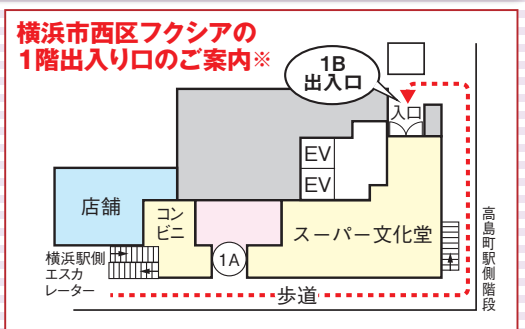 横浜市西区フクシアの
1階出入り口のご案内※
1B
出入口
入口
EV
EV
店舗
コン
ビニ
スーパー文化堂
1A
横浜駅側
エスカ
レーター
歩道
高島町駅側階段